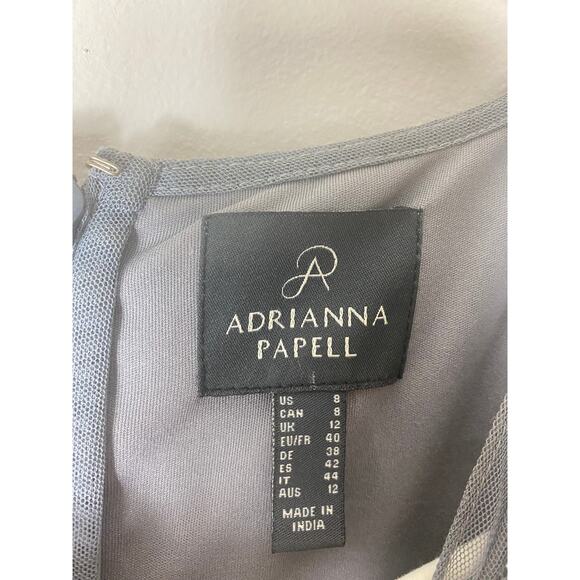 ADRIANNA
PAPELL
US 8
CAN 8
UK 12
EU/FR 40
DE 38
ES 42
IT 44
AUS 12
MADE IN
INDIA